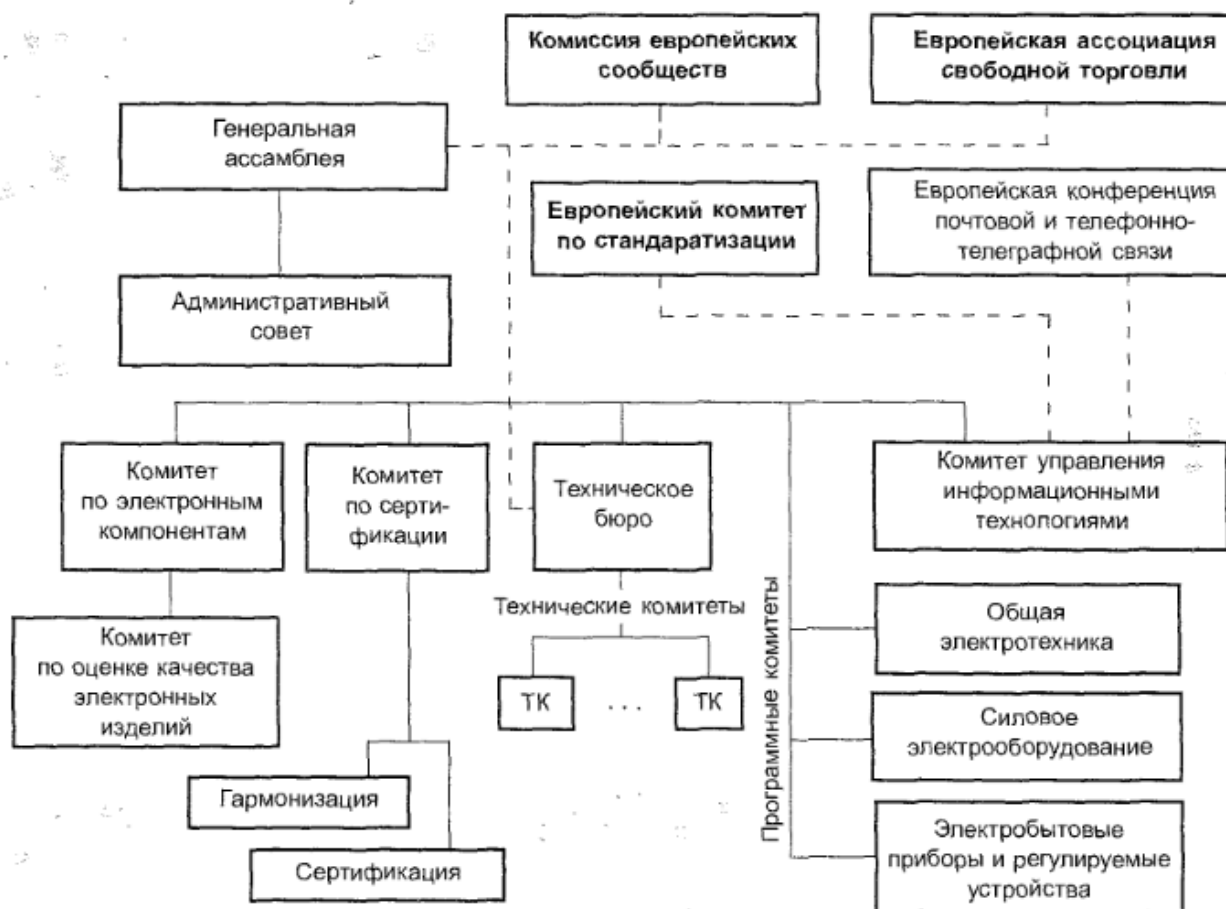 Комиссия европейских
сообществ
Европейская ассоциация
свободной торговли
Генеральная
ассамблея
Европейский комитет
по стандаратизации
Европейская конференция
почтовой и телефонно-
телеграфной связи
Административный
совет
Комитет
по электронным
компонентам
Комитет
по серти-
фикации
Техническое
бюро
Комитет управления
информационными
технологиями
Комитет
по оценке качества
электронных
изделий
Технические комитеты
ТК
...
ТК
Гармонизация
Сертификация
Программные комитеты
Общая
электротехника
Силовое
электрооборудование
Электробытовые
приборы и регулируемые
устройства